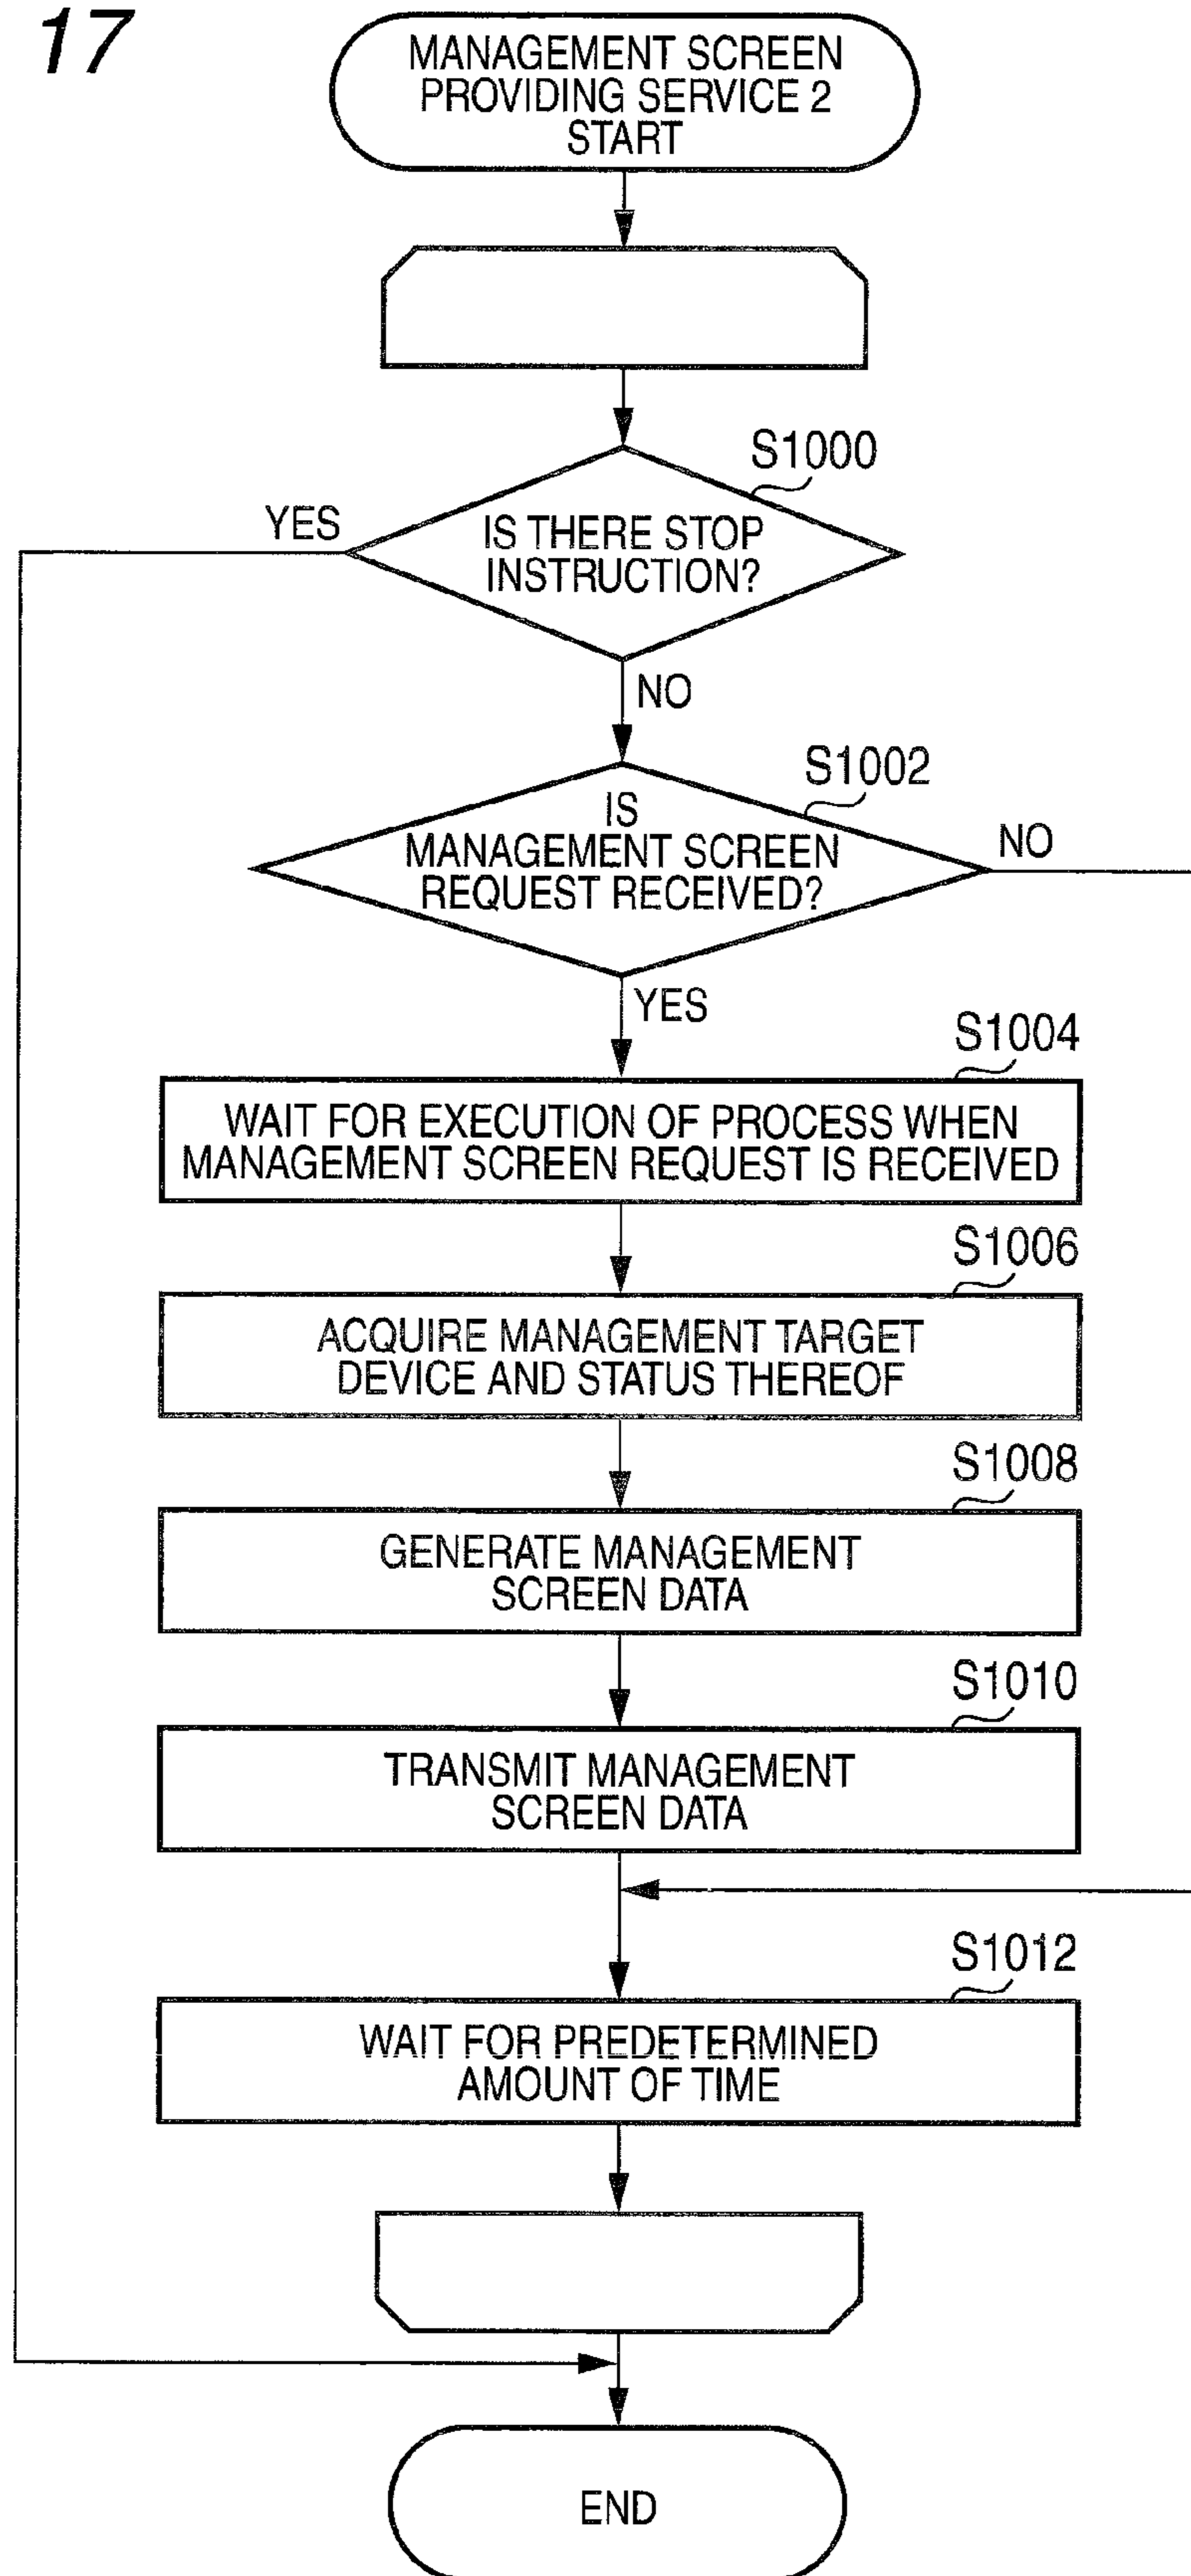 17
MANAGEMENT SCREEN
PROVIDING SERVICE 2
START
S1000
YES
IS THERE STOP
INSTRUCTION?
NO
S1002
IS
MANAGEMENT SCREEN
REQUEST RECEIVED?
NO
YES
S1004
WAIT FOR EXECUTION OF PROCESS WHEN
MANAGEMENT SCREEN REQUEST IS RECEIVED
S1006
ACQUIRE MANAGEMENT TARGET
DEVICE AND STATUS THEREOF
S1008
GENERATE MANAGEMENT
SCREEN DATA
S1010
TRANSMIT MANAGEMENT
SCREEN DATA
S1012
WAIT FOR PREDETERMINED
AMOUNT OF TIME
END